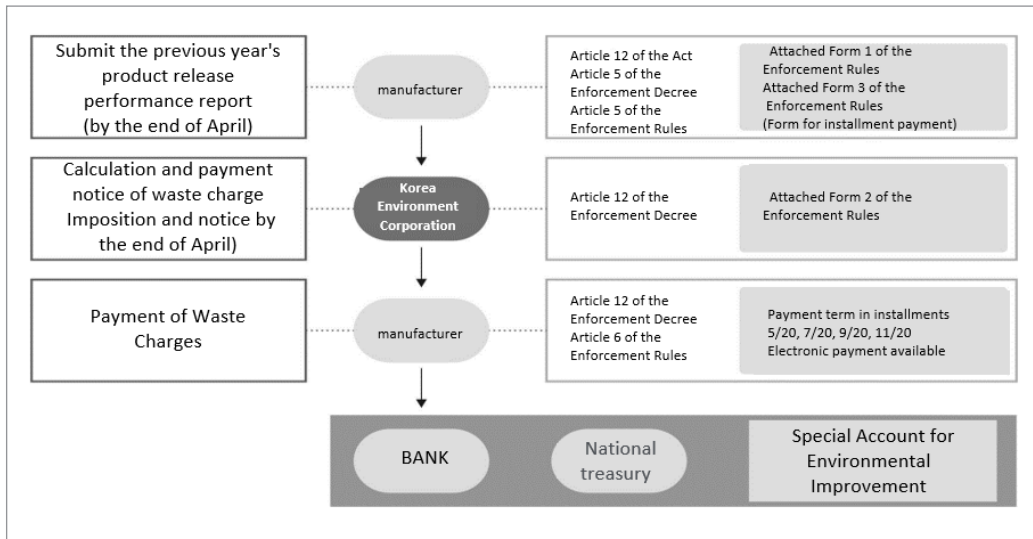 Submit the previous year's
product release
performance report
(by the end of April)
manufacturer
Article 12 of the Act
Article 5 of the
Enforcement Decree
Article 5 of the
Enforcement Rules
Attached Form 1 of the
Enforcement Rules
Attached Form 3 of the
Enforcement Rules
(Form for installment payment)
Calculation and payment
notice of waste charge
Imposition and notice by
the end of April)
Korea
Environment
Corporation
Article 12 of the
Enforcement Decree
Attached Form 2 of the
Enforcement Rules
Payment of Waste
Charges
manufacturer
Article 12 of the
Enforcement Decree
Article 6 of the
Enforcement Rules
Payment term in installments
5/20, 7/20, 9/20, 11/20
Electronic payment available
BANK
National
treasury
Special Account for
Environmental
Improvement